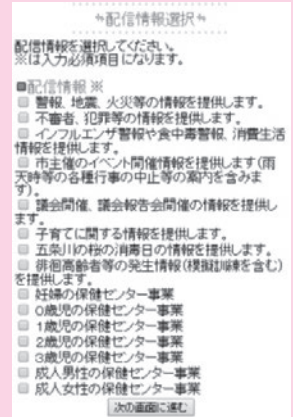 配信情報選択
配信情報を選択してください。
※は入力必須項目になります。
■配信情報 ※
警報、地震、火災等の情報を提供します。
不審者、犯罪等の情報を提供します。
インフルエンザ警報や食中毒警報、消費生活
情報を提供します。
市主催のイベント開催情報を提供します(雨
天時等の各種行事の中止等の案内を含みま
す)。
議会開催、議会報告会開催の情報を提供し
ます。
子育てに関する情報を提供します。
五条川の桜の消毒日の情報を提供します。
徘徊高齢者等の発生情報(模擬訓練を含む)
を提供します。
妊婦の保健センター事業
0歳児の保健センター事業
1歳児の保健センター事業
2歳児の保健センター事業
3歳児の保健センター事業
成人男性の保健センター事業
成人女性の保健センター事業
次の画面に進む